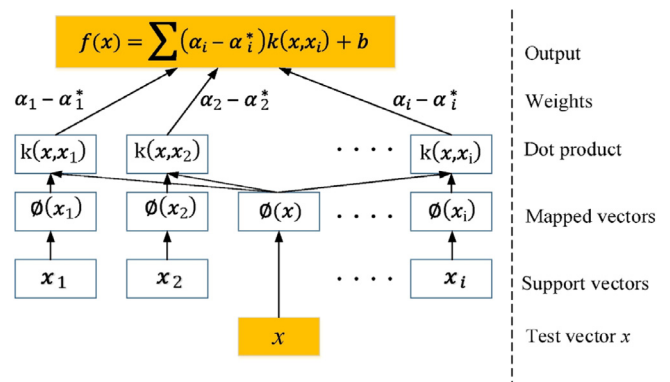 f(x) = ∑(αᵢ − αᵢ*)k(x,xᵢ) + b
Output
α₁ − α₁*
α₂ − α₂*
αᵢ − αᵢ*
Weights
k(x,x₁)
k(x,x₂)
. . . .
k(x,xᵢ)
Dot product
Ø(x₁)
Ø(x₂)
Ø(x)
. . . .
Ø(xᵢ)
Mapped vectors
x₁
x₂
. . . .
xᵢ
Support vectors
x
Test vector x